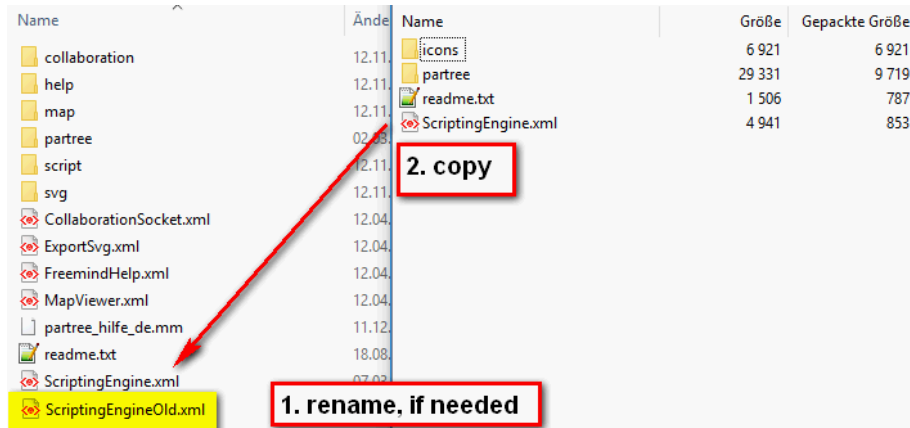 Name
Ände
collaboration
12.11.
help
12.11.
map
12.11.
partree
02.03.
script
12.11.
svg
12.11.
CollaborationSocket.xml
12.04.
ExportSvg.xml
12.04.
FreemindHelp.xml
12.04.
MapViewer.xml
12.04.
partree_hilfe_de.mm
11.12.
readme.txt
18.08.
ScriptingEngine.xml
ScriptingEngineOld.xml
1. rename, if needed
Name Größe Gepackte Größe
icons 6 921 6 921
partree 29 331 9 719
readme.txt 1 506 787
ScriptingEngine.xml 4 941 853
2. copy